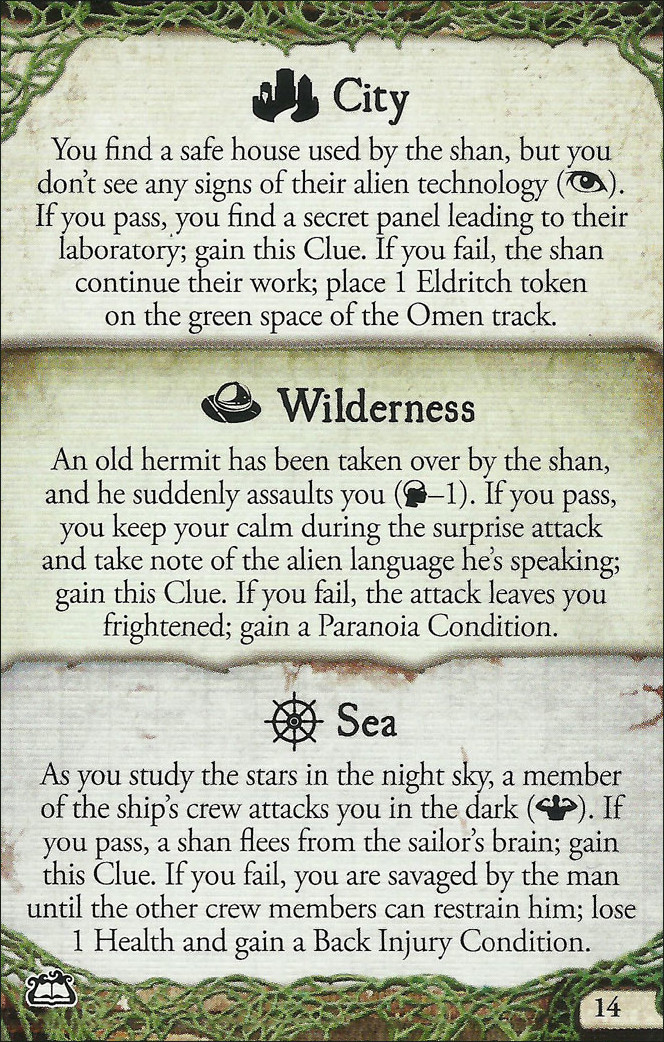 City
You find a safe house used by the shan, but you
don't see any signs of their alien technology ( ).
If you pass, you find a secret panel leading to their
laboratory; gain this Clue. If you fail, the shan
continue their work; place 1 Eldritch token
on the green space of the Omen track.
Wilderness
An old hermit has been taken over by the shan,
and he suddenly assaults you ( –1). If you pass,
you keep your calm during the surprise attack
and take note of the alien language he's speaking;
gain this Clue. If you fail, the attack leaves you
frightened; gain a Paranoia Condition.
Sea
As you study the stars in the night sky, a member
of the ship's crew attacks you in the dark ( ). If
you pass, a shan flees from the sailor's brain; gain
this Clue. If you fail, you are savaged by the man
until the other crew members can restrain him; lose
1 Health and gain a Back Injury Condition.
14